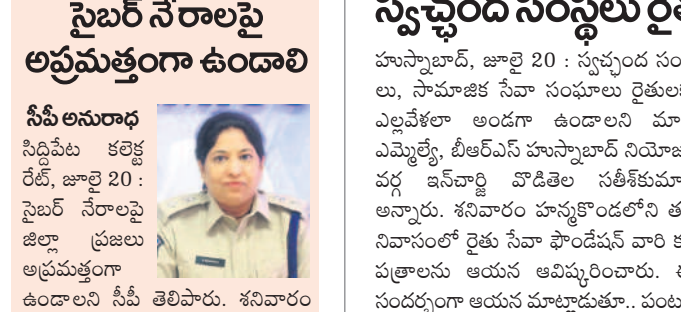 సైబర్ నేరాలపై
అప్రమత్తంగా ఉండాలి
సీపీ అనురాధ
సిద్దిపేట కలెక్ట
రేట్, జూలై 20 :
సైబర్ నేరాలపై
జిల్లా ప్రజలు
అప్రమత్తంగా
ఉండాలని సీపీ తెలిపారు. శనివారం
స్వచ్ఛంద సంస్థలు రైత
హుస్నాబాద్, జూలై 20 : స్వచ్ఛంద సం
లు, సామాజిక సేవా సంఘాలు రైతులక
ఎల్లవేళలా అండగా ఉండాలని మా
ఎమ్మెల్యే, బీఆర్ఎస్ హుస్నాబాద్ నియోజ
వర్గ ఇన్‌చార్జి వొడితెల సతీశ్‌కుమా
అన్నారు. శనివారం హన్మకొండలోని త
నివాసంలో రైతు సేవా ఫౌండేషన్ వారి క
పత్రాలను ఆయన ఆవిష్కరించారు. ఈ
సందర్భంగా ఆయన మాట్లాడుతూ.. పంట